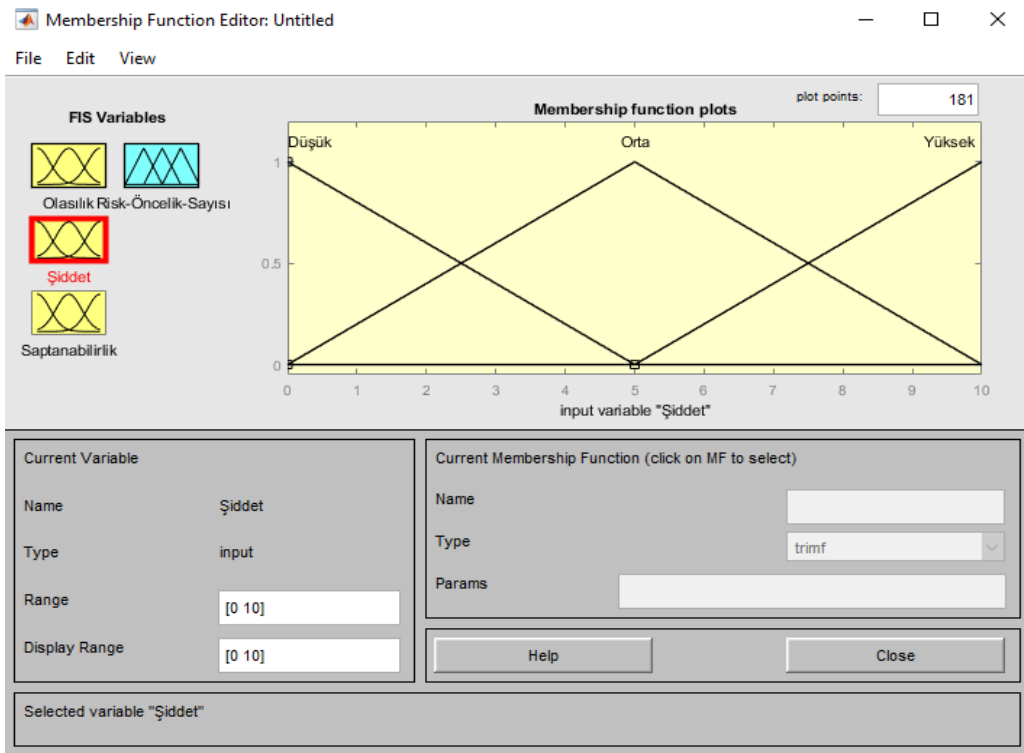 Membership Function Editor: Untitled
File Edit View
FIS Variables
Olasılık Risk-Öncelik-Sayısı
Şiddet
Saptanabilirlik
Membership function plots
plot points: 181
Düşük Orta Yüksek
1
0.5
0
0 1 2 3 4 5 6 7 8 9 10
input variable "Şiddet"
Current Variable
Name Şiddet
Type input
Range [0 10]
Display Range [0 10]
Current Membership Function (click on MF to select)
Name
Type trimf
Params
Help Close
Selected variable "Şiddet"